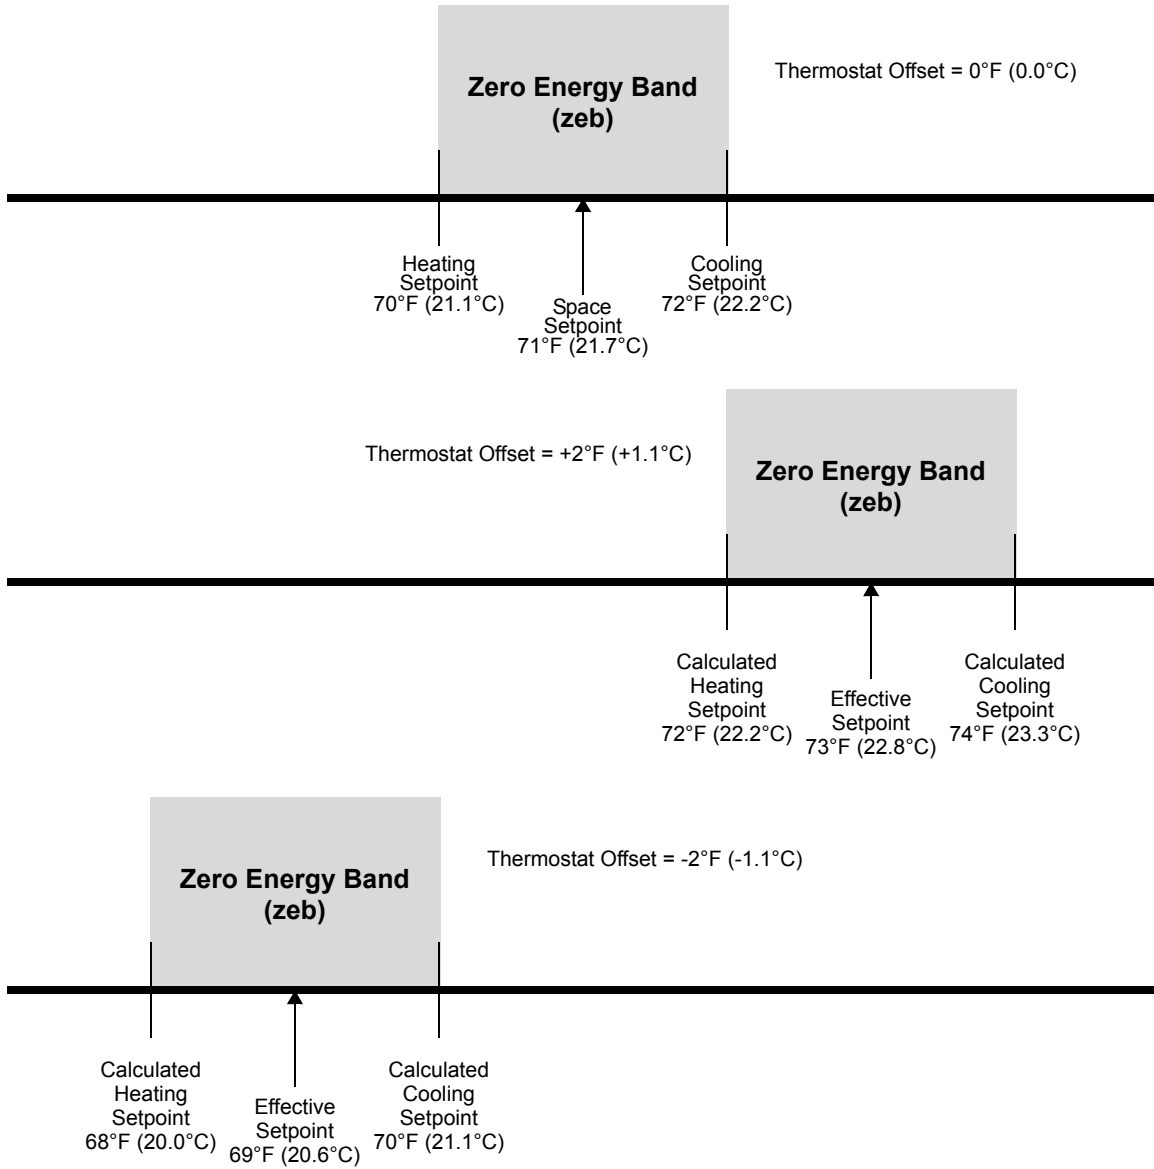 Zero Energy Band
(zeb)
Thermostat Offset = 0°F (0.0°C)
Heating
Setpoint
70°F (21.1°C)
Space
Setpoint
71°F (21.7°C)
Cooling
Setpoint
72°F (22.2°C)
Thermostat Offset = +2°F (+1.1°C)
Zero Energy Band
(zeb)
Calculated
Heating
Setpoint
72°F (22.2°C)
Effective
Setpoint
73°F (22.8°C)
Calculated
Cooling
Setpoint
74°F (23.3°C)
Zero Energy Band
(zeb)
Thermostat Offset = -2°F (-1.1°C)
Calculated
Heating
Setpoint
68°F (20.0°C)
Effective
Setpoint
69°F (20.6°C)
Calculated
Cooling
Setpoint
70°F (21.1°C)